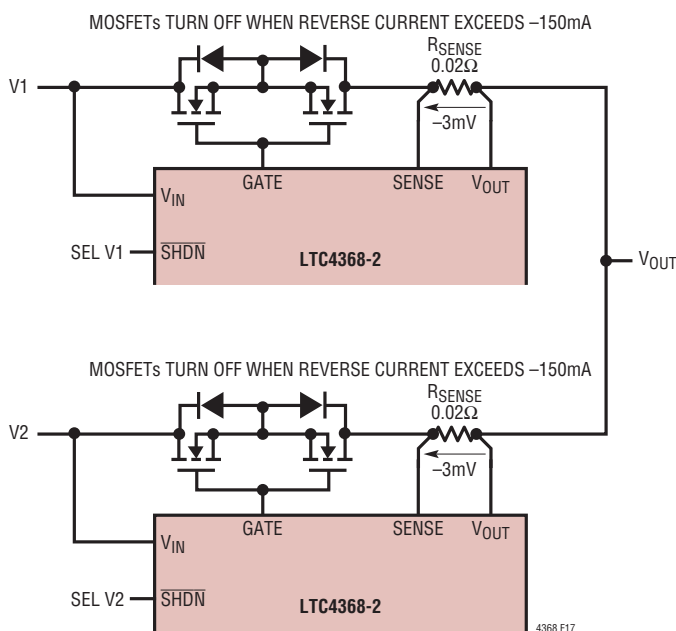 MOSFETs TURN OFF WHEN REVERSE CURRENT EXCEEDS –150mA
RSENSE
0.02Ω
V1
–3mV
GATE
SENSE
VOUT
VIN
SEL V1
SHDN
LTC4368-2
VOUT
MOSFETs TURN OFF WHEN REVERSE CURRENT EXCEEDS –150mA
RSENSE
0.02Ω
V2
–3mV
GATE
SENSE
VOUT
VIN
SEL V2
SHDN
LTC4368-2
4368 F17